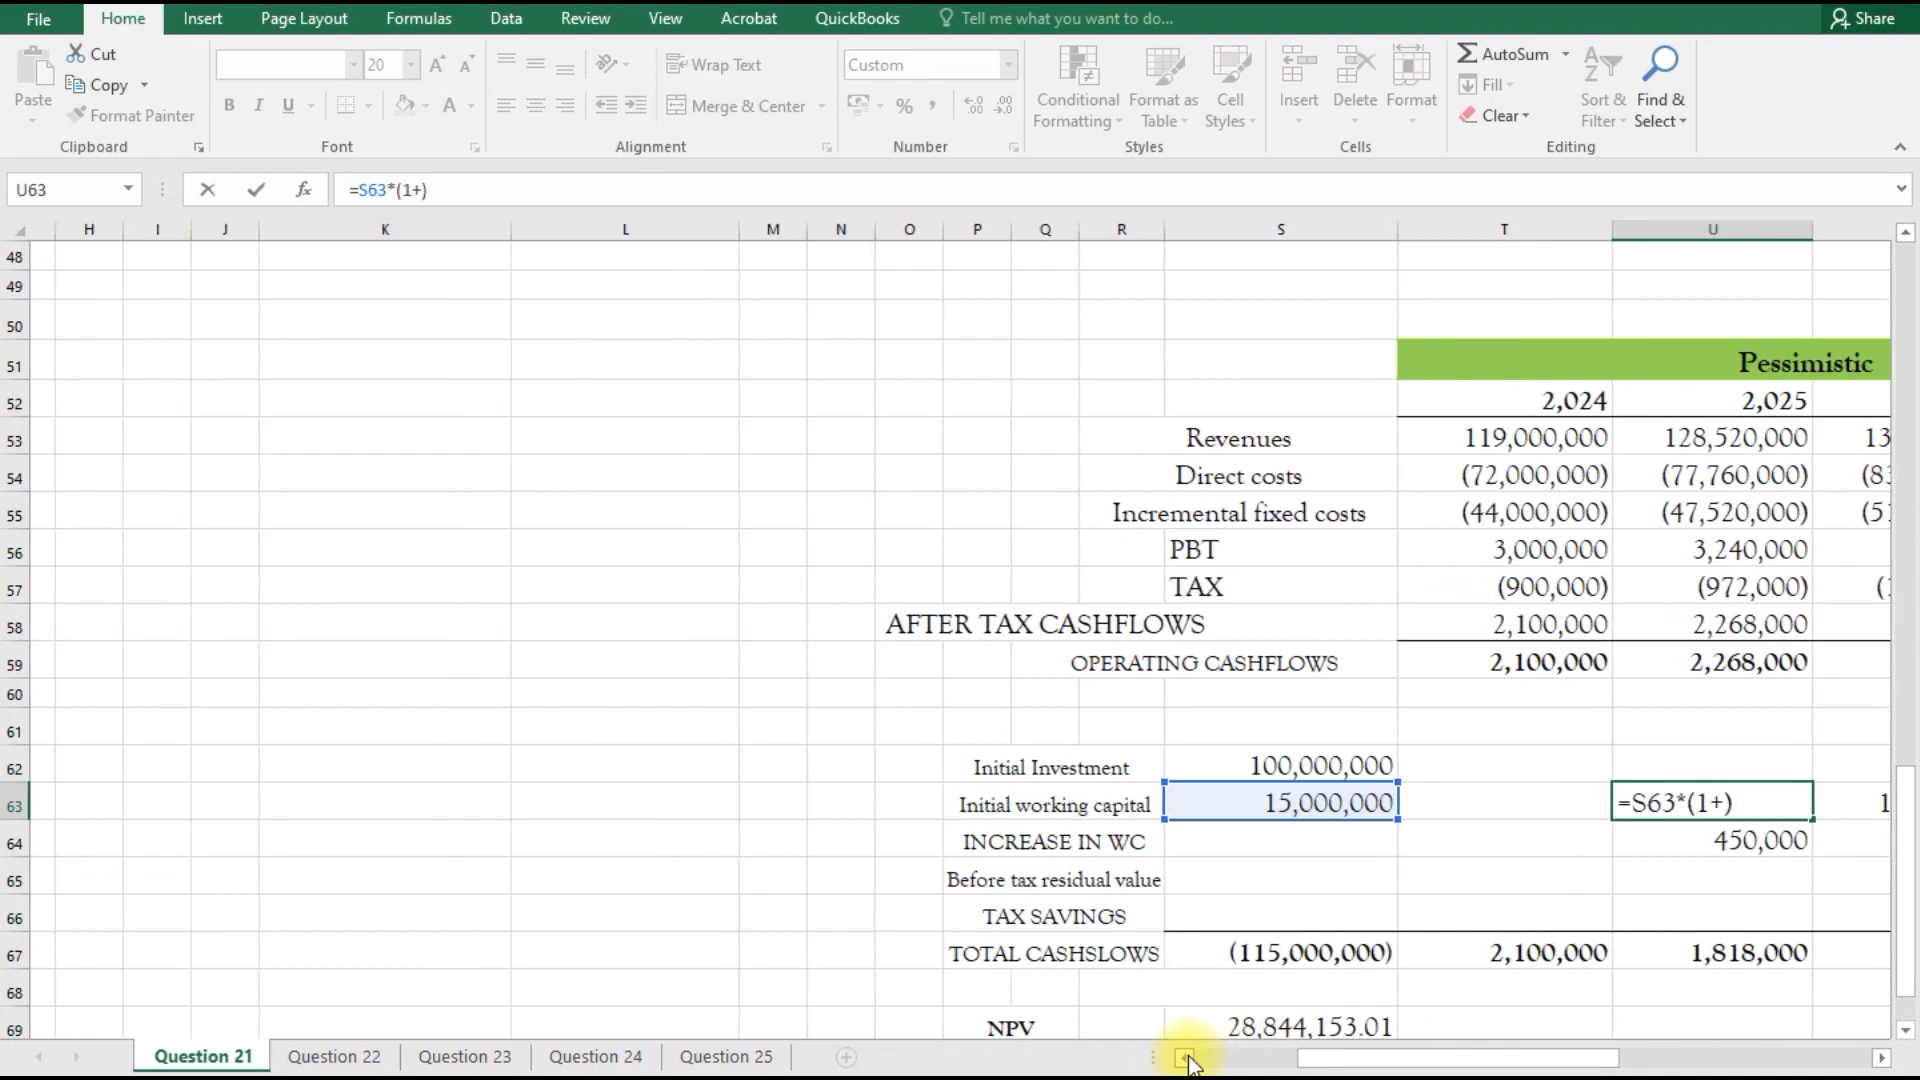 File Home Insert Page Layout Formulas Data Review View Acrobat QuickBooks Tell me what you want to do... Share
Cut
Copy
Format Painter
Paste
Clipboard
20
B I U
Font
Wrap Text
Merge & Center
Alignment
Custom
%
Number
Conditional Formatting
Format as Table
Cell Styles
Styles
Insert Delete Format
Cells
AutoSum
Fill
Clear
Sort & Filter
Find & Select
Editing
U63 fx =S63*(1+)
H I J K L M N O P Q R S T U
48
49
50
51 Pessimistic
52 2,024 2,025
53 Revenues 119,000,000 128,520,000 13
54 Direct costs (72,000,000) (77,760,000) (83
55 Incremental fixed costs (44,000,000) (47,520,000) (51
56 PBT 3,000,000 3,240,000
57 TAX (900,000) (972,000) (1
58 AFTER TAX CASHFLOWS 2,100,000 2,268,000
59 OPERATING CASHFLOWS 2,100,000 2,268,000
60
61
62 Initial Investment 100,000,000
63 Initial working capital 15,000,000 =S63*(1+) 1
64 INCREASE IN WC 450,000
65 Before tax residual value
66 TAX SAVINGS
67 TOTAL CASHSLOWS (115,000,000) 2,100,000 1,818,000
68
69 NPV 28,844,153.01
Question 21 Question 22 Question 23 Question 24 Question 25